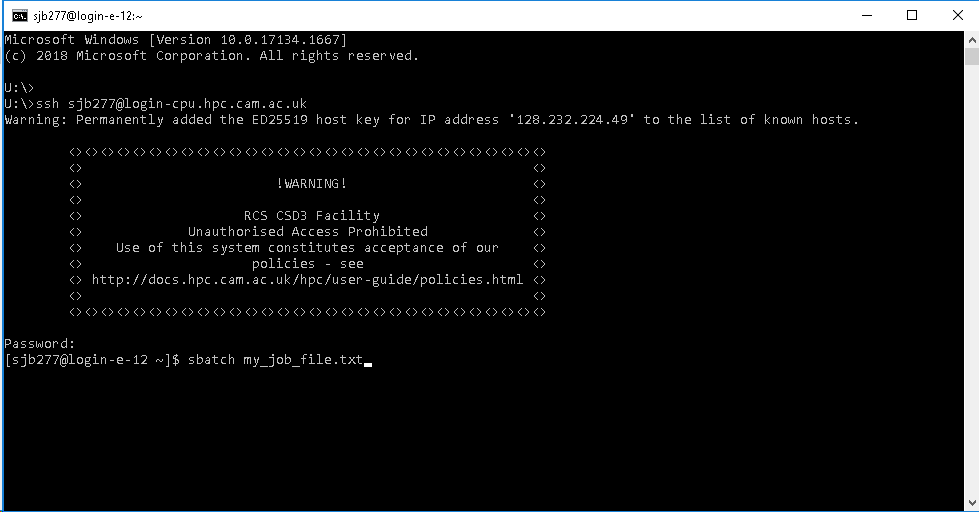 sjb277@login-e-12:~
Microsoft Windows [Version 10.0.17134.1667]
(c) 2018 Microsoft Corporation. All rights reserved.
U:\>
U:\>ssh sjb277@login-cpu.hpc.cam.ac.uk
Warning: Permanently added the ED25519 host key for IP address '128.232.224.49' to the list of known hosts.
<><><><><><><><><><><><><><><><><><><><><><><><><><><><><><>
<> <>
<> !WARNING! <>
<> <>
<> RCS CSD3 Facility <>
<> Unauthorised Access Prohibited <>
<> Use of this system constitutes acceptance of our <>
<> policies - see <>
<> http://docs.hpc.cam.ac.uk/hpc/user-guide/policies.html <>
<> <>
<><><><><><><><><><><><><><><><><><><><><><><><><><><><><><>
Password:
[sjb277@login-e-12 ~]$ sbatch my_job_file.txt